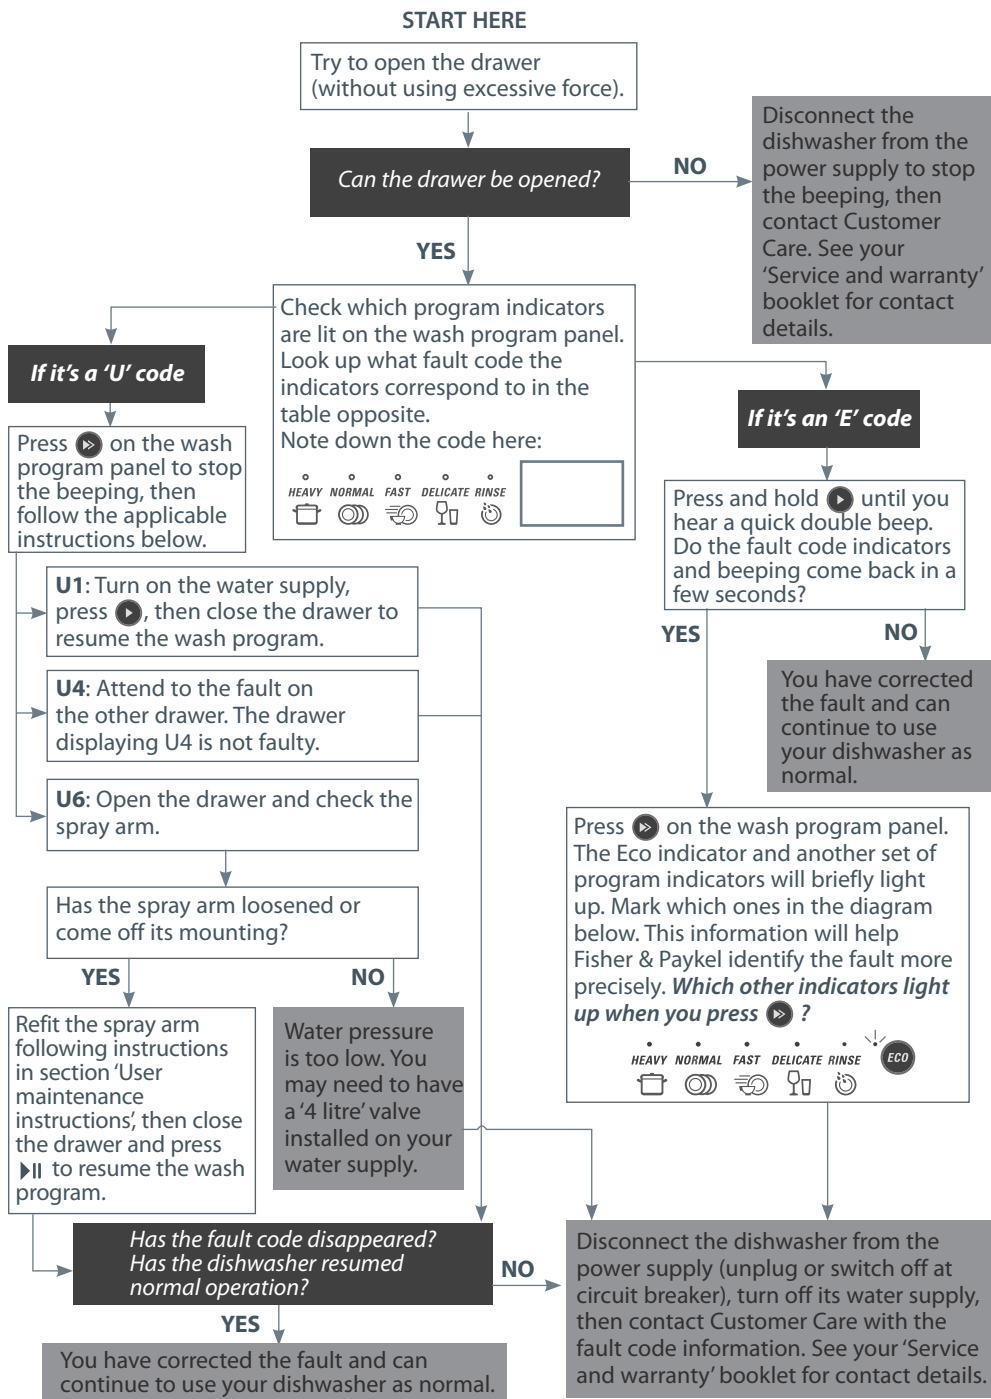 START HERE
Try to open the drawer
(without using excessive force).
Can the drawer be opened?
NO
Disconnect the
dishwasher from the
power supply to stop
the beeping, then
contact Customer
Care. See your
‘Service and warranty’
booklet for contact
details.
YES
Check which program indicators
are lit on the wash program panel.
Look up what fault code the
indicators correspond to in the
table opposite.
Note down the code here:
HEAVY NORMAL FAST DELICATE RINSE
If it’s a ‘U’ code
Press on the wash
program panel to stop
the beeping, then
follow the applicable
instructions below.
U1: Turn on the water supply,
press , then close the drawer to
resume the wash program.
U4: Attend to the fault on
the other drawer. The drawer
displaying U4 is not faulty.
U6: Open the drawer and check the
spray arm.
Has the spray arm loosened or
come off its mounting?
YES
NO
Refit the spray arm
following instructions
in section ‘User
maintenance
instructions’, then close
the drawer and press
to resume the wash
program.
Water pressure
is too low. You
may need to have
a ‘4 litre’ valve
installed on your
water supply.
If it’s an ‘E’ code
Press and hold until you
hear a quick double beep.
Do the fault code indicators
and beeping come back in a
few seconds?
YES
NO
You have corrected
the fault and can
continue to use
your dishwasher as
normal.
Press on the wash program panel.
The Eco indicator and another set of
program indicators will briefly light
up. Mark which ones in the diagram
below. This information will help
Fisher & Paykel identify the fault more
precisely. Which other indicators light
up when you press ?
HEAVY NORMAL FAST DELICATE RINSE ECO
Has the fault code disappeared?
Has the dishwasher resumed
normal operation?
NO
Disconnect the dishwasher from the
power supply (unplug or switch off at
circuit breaker), turn off its water supply,
then contact Customer Care with the
fault code information. See your ‘Service
and warranty’ booklet for contact details.
YES
You have corrected the fault and can
continue to use your dishwasher as normal.